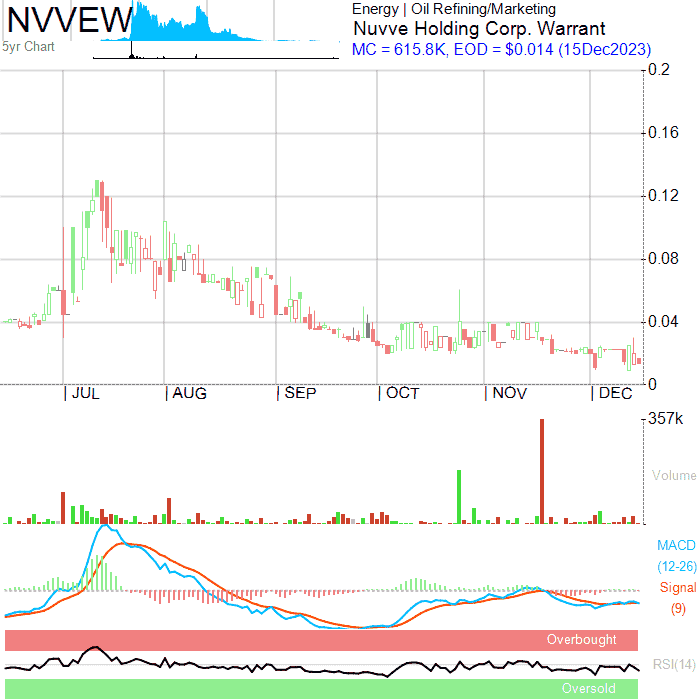 NVVEW
5yr Chart
Energy | Oil Refining/Marketing
Nuvve Holding Corp. Warrant
MC = 615.8K, EOD = $0.014 (15Dec2023)
0.2
0.16
0.12
0.08
0.04
0
| JUL | AUG | SEP | OCT | NOV | DEC
357k
Volume
MACD
(12-26)
Signal
(9)
Overbought
RSI(14)
Oversold